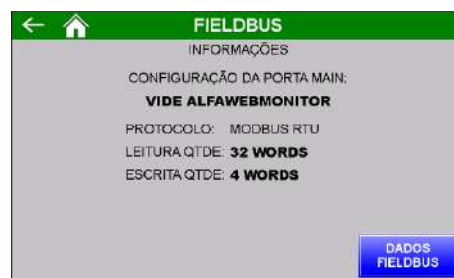 FIELDBUS
INFORMAÇÕES
CONFIGURAÇÃO DA PORTA MAIN:
VIDE ALFAWEBMONITOR
PROTOCOLO: MODBUS RTU
LEITURA QTDE: 32 WORDS
ESCRITA QTDE: 4 WORDS
DADOS
FIELDBUS